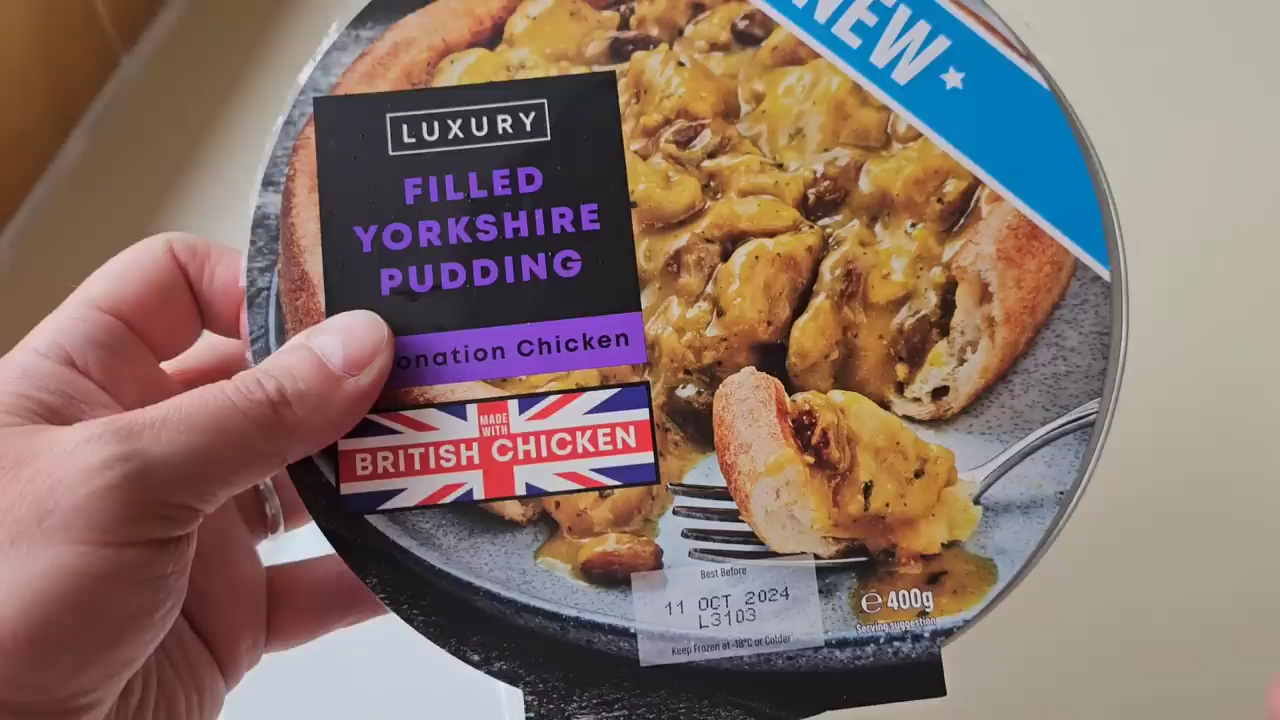 NEW
LUXURY
FILLED
YORKSHIRE
PUDDING
onation Chicken
MADE
WITH
BRITISH CHICKEN
Best Before
11 OCT 2024
L3103
Keep Frozen at -18°C or Colder
℮ 400g
Serving suggestion